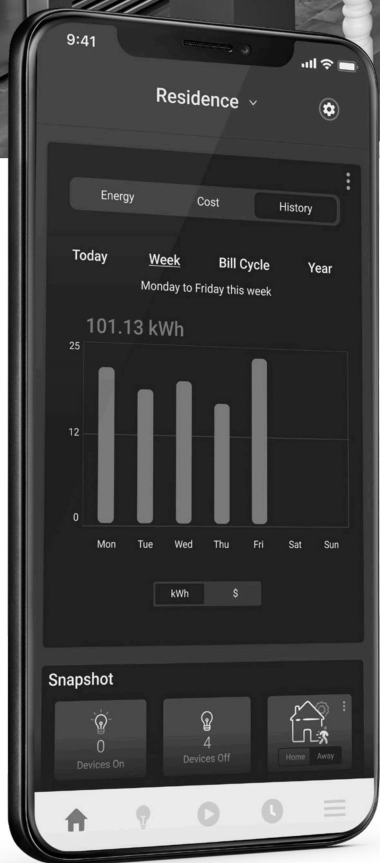 9:41
Residence
Energy Cost History
Today Week Bill Cycle Year
Monday to Friday this week
101.13 kWh
25
12
0
Mon Tue Wed Thu Fri Sat Sun
kWh $
Snapshot
0
Devices On
4
Devices Off
Home Away